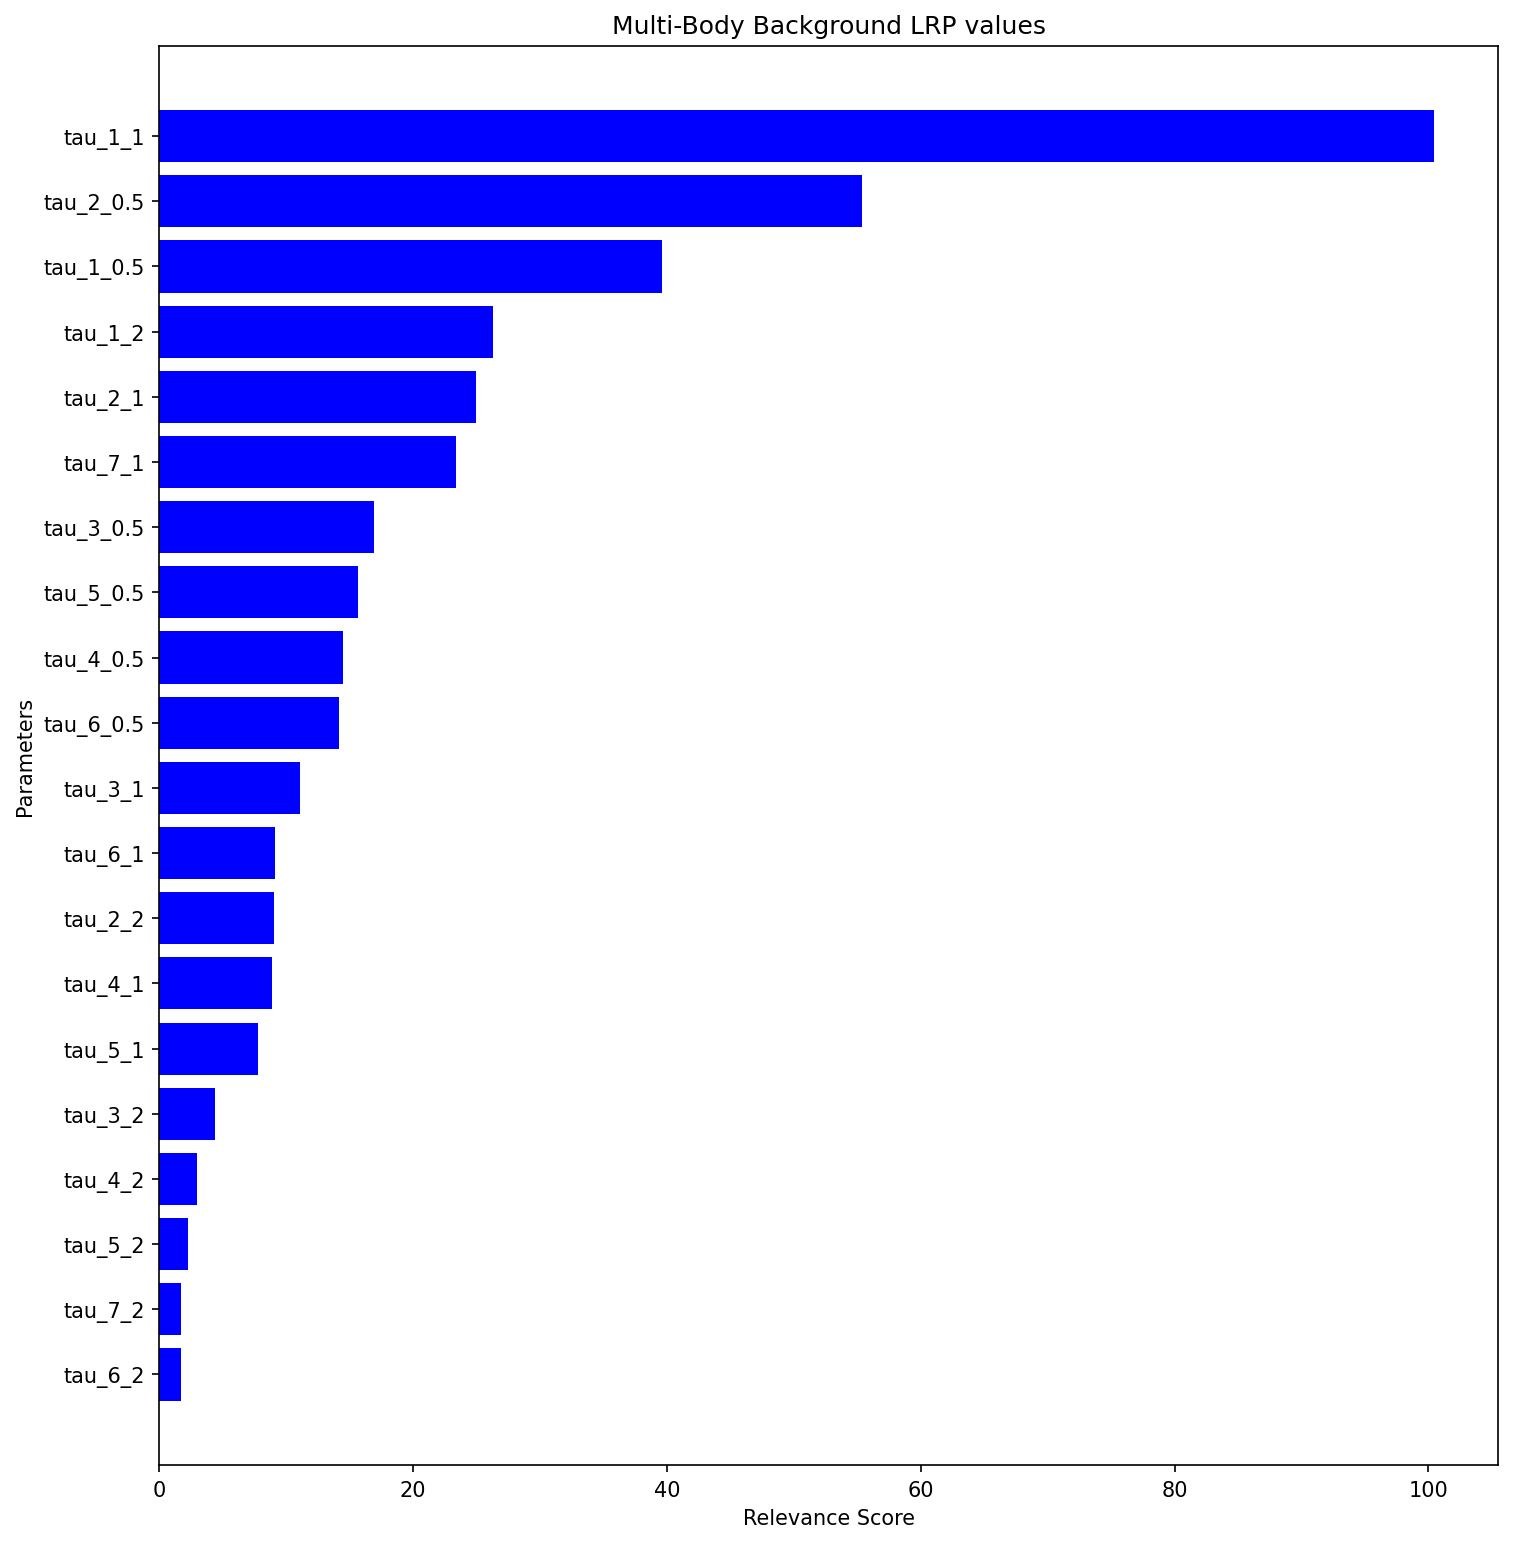 Multi-Body Background LRP values
tau_1_1
tau_2_0.5
tau_1_0.5
tau_1_2
tau_2_1
tau_7_1
tau_3_0.5
tau_5_0.5
tau_4_0.5
tau_6_0.5
tau_3_1
tau_6_1
tau_2_2
tau_4_1
tau_5_1
tau_3_2
tau_4_2
tau_5_2
tau_7_2
tau_6_2
Parameters
0 20 40 60 80 100
Relevance Score